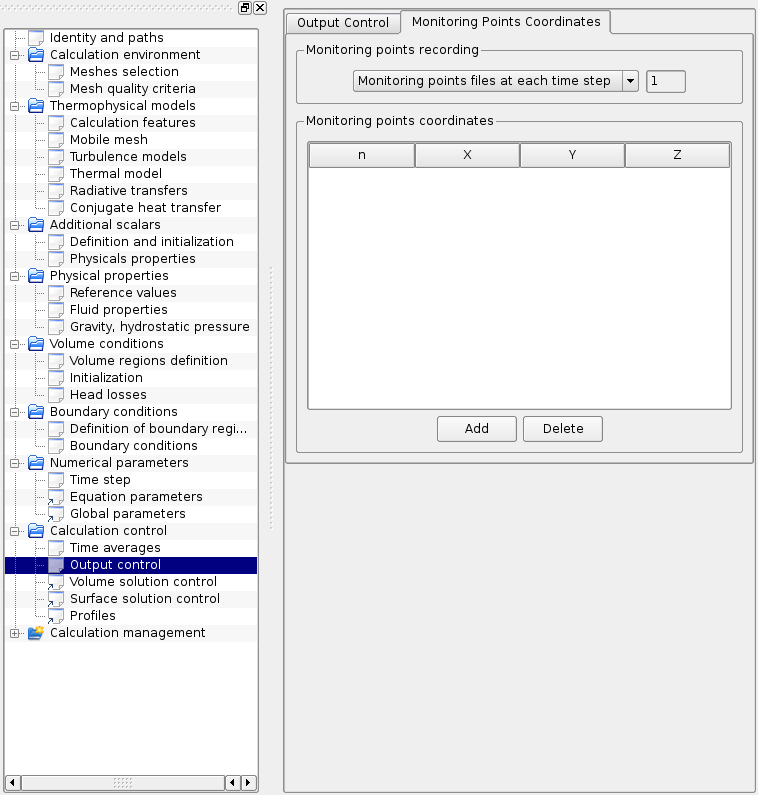 Identity and paths
Calculation environment
Meshes selection
Mesh quality criteria
Thermophysical models
Calculation features
Mobile mesh
Turbulence models
Thermal model
Radiative transfers
Conjugate heat transfer
Additional scalars
Definition and initialization
Physicals properties
Physical properties
Reference values
Fluid properties
Gravity, hydrostatic pressure
Volume conditions
Volume regions definition
Initialization
Head losses
Boundary conditions
Definition of boundary regi...
Boundary conditions
Numerical parameters
Time step
Equation parameters
Global parameters
Calculation control
Time averages
Output control
Volume solution control
Surface solution control
Profiles
Calculation management
Output Control Monitoring Points Coordinates
Monitoring points recording
Monitoring points files at each time step 1
Monitoring points coordinates
n X Y Z
Add Delete